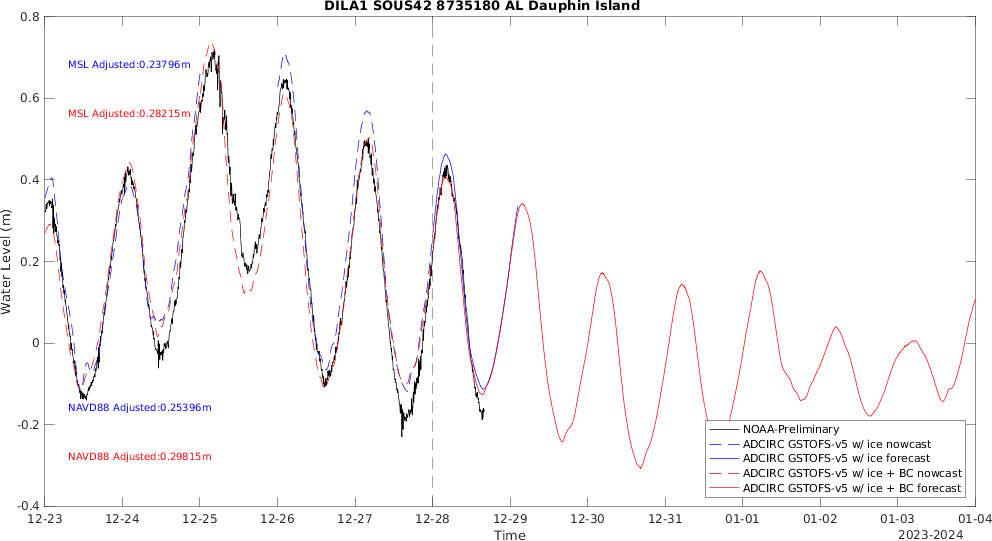 DILA1 SOUS42 8735180 AL Dauphin Island
0.8
0.6
0.4
0.2
0
-0.2
-0.4
Water Level (m)
MSL Adjusted:0.23796m
MSL Adjusted:0.28215m
NAVD88 Adjusted:0.25396m
NAVD88 Adjusted:0.29815m
NOAA-Preliminary
ADCIRC GSTOFS-v5 w/ ice nowcast
ADCIRC GSTOFS-v5 w/ ice forecast
ADCIRC GSTOFS-v5 w/ ice + BC nowcast
ADCIRC GSTOFS-v5 w/ ice + BC forecast
12-23 12-24 12-25 12-26 12-27 12-28 12-29 12-30 12-31 01-01 01-02 01-03 01-04
Time
2023-2024